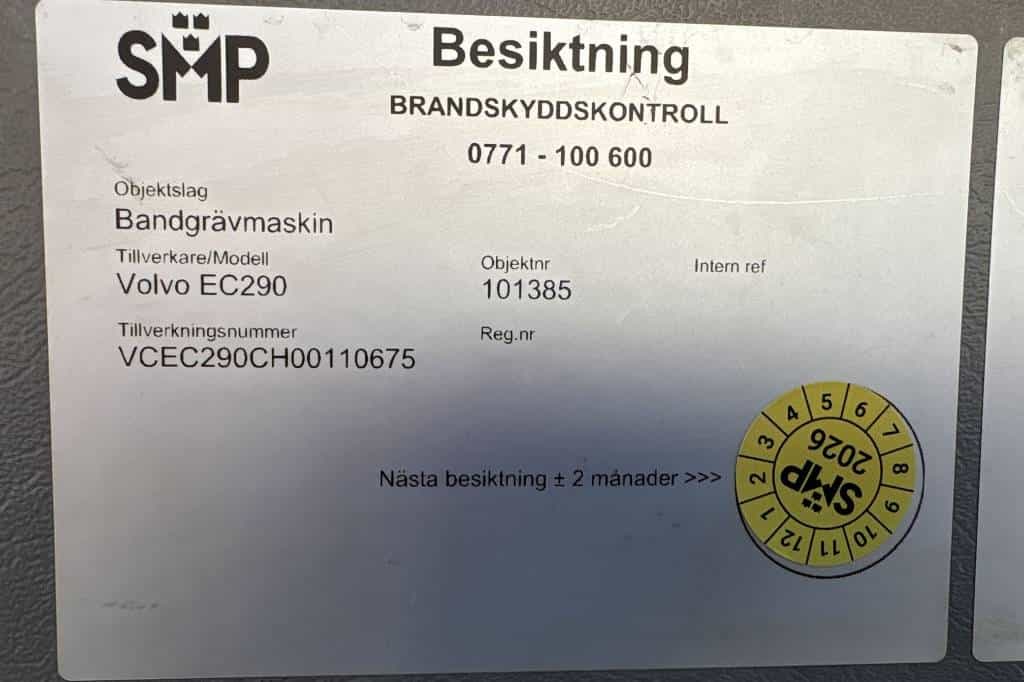 SMP
Besiktning
BRANDSKYDDSKONTROLL
0771 - 100 600
Objektslag
Bandgrävmaskin
Tillverkare/Modell
Volvo EC290
Objektnr
101385
Intern ref
Tillverkningsnummer
VCEC290CH00110675
Reg.nr
Nästa besiktning ± 2 månader >>>
1 2 3 4 5 6 7 8 9 10 11 12
2026
SMP